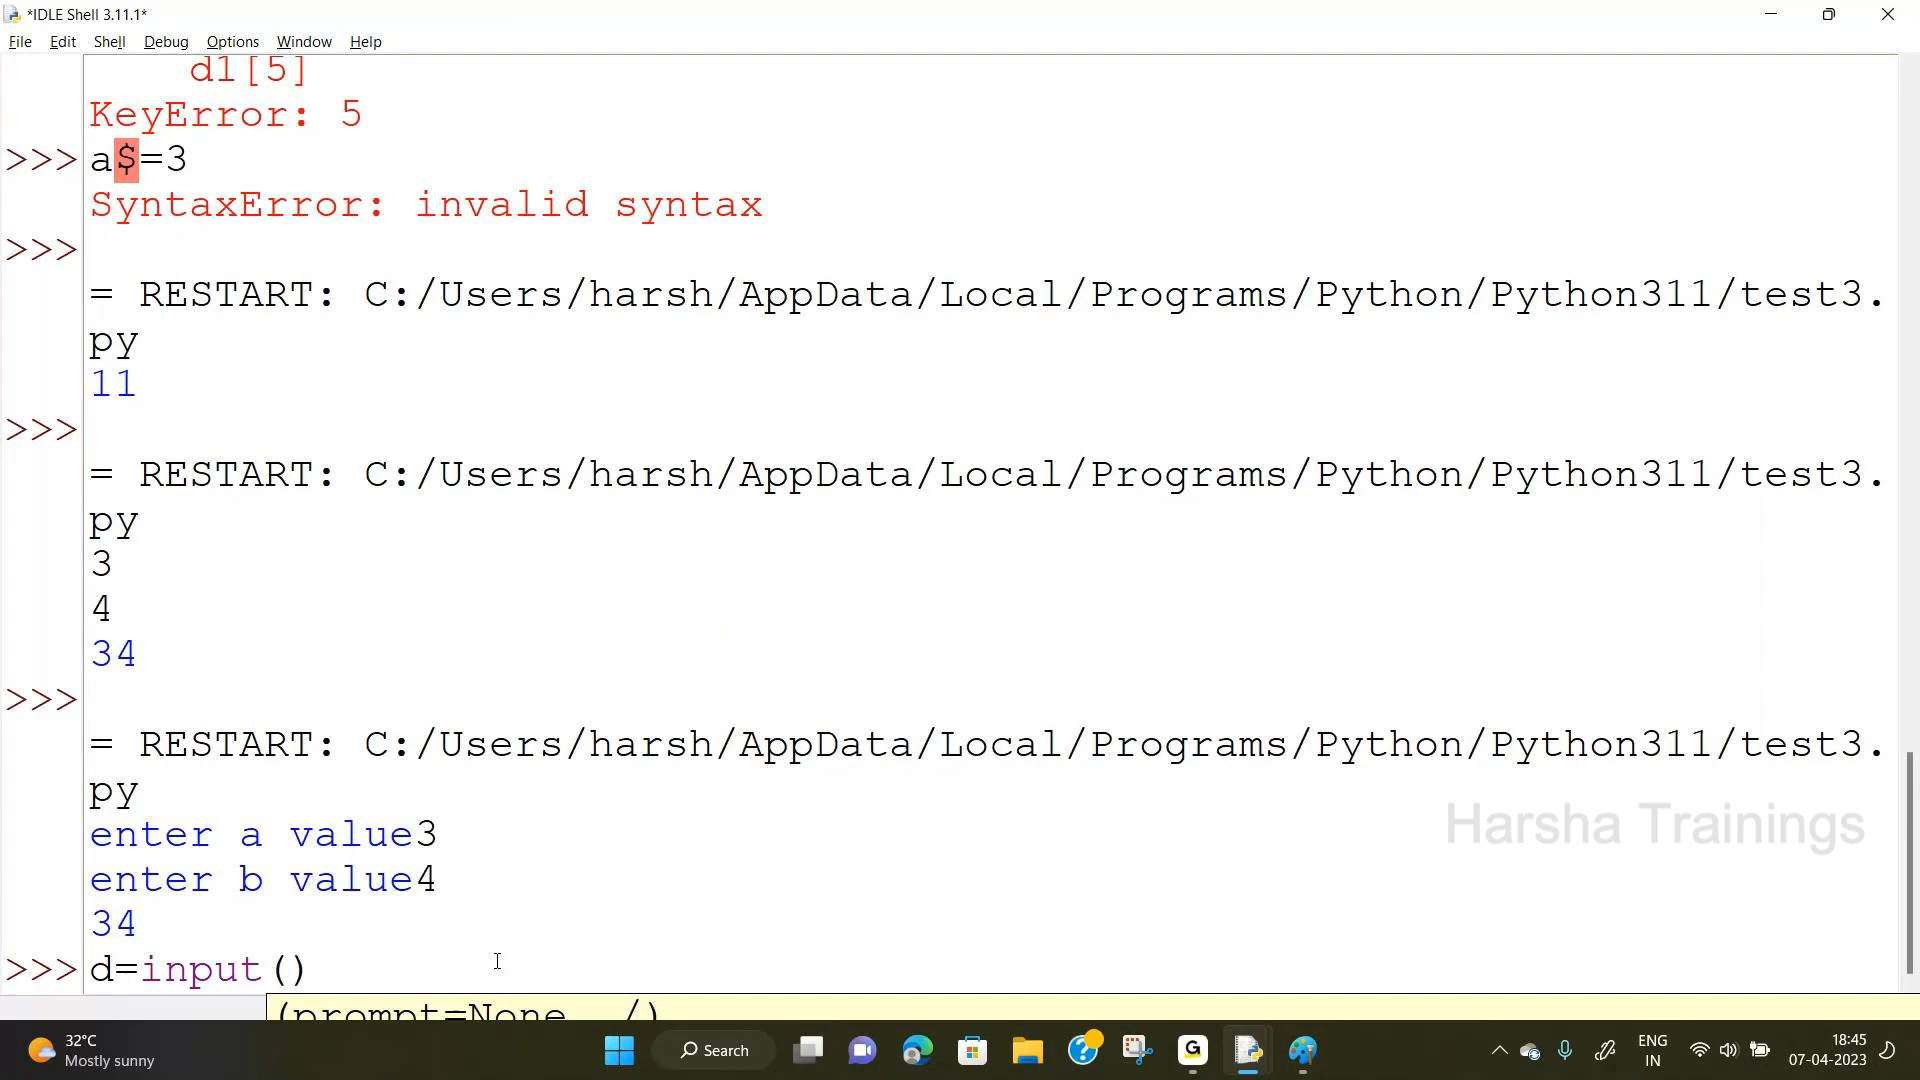 *IDLE Shell 3.11.1*
File Edit Shell Debug Options Window Help
d1[5]
KeyError: 5
>>> a$=3
SyntaxError: invalid syntax
>>>
= RESTART: C:/Users/harsh/AppData/Local/Programs/Python/Python311/test3.
py
11
>>>
= RESTART: C:/Users/harsh/AppData/Local/Programs/Python/Python311/test3.
py
3
4
34
>>>
= RESTART: C:/Users/harsh/AppData/Local/Programs/Python/Python311/test3.
py
enter a value3
Harsha Trainings
enter b value4
34
>>> d=input()
(prompt=None, /)
32°C
Mostly sunny
Search
ENG
IN
18:45
07-04-2023